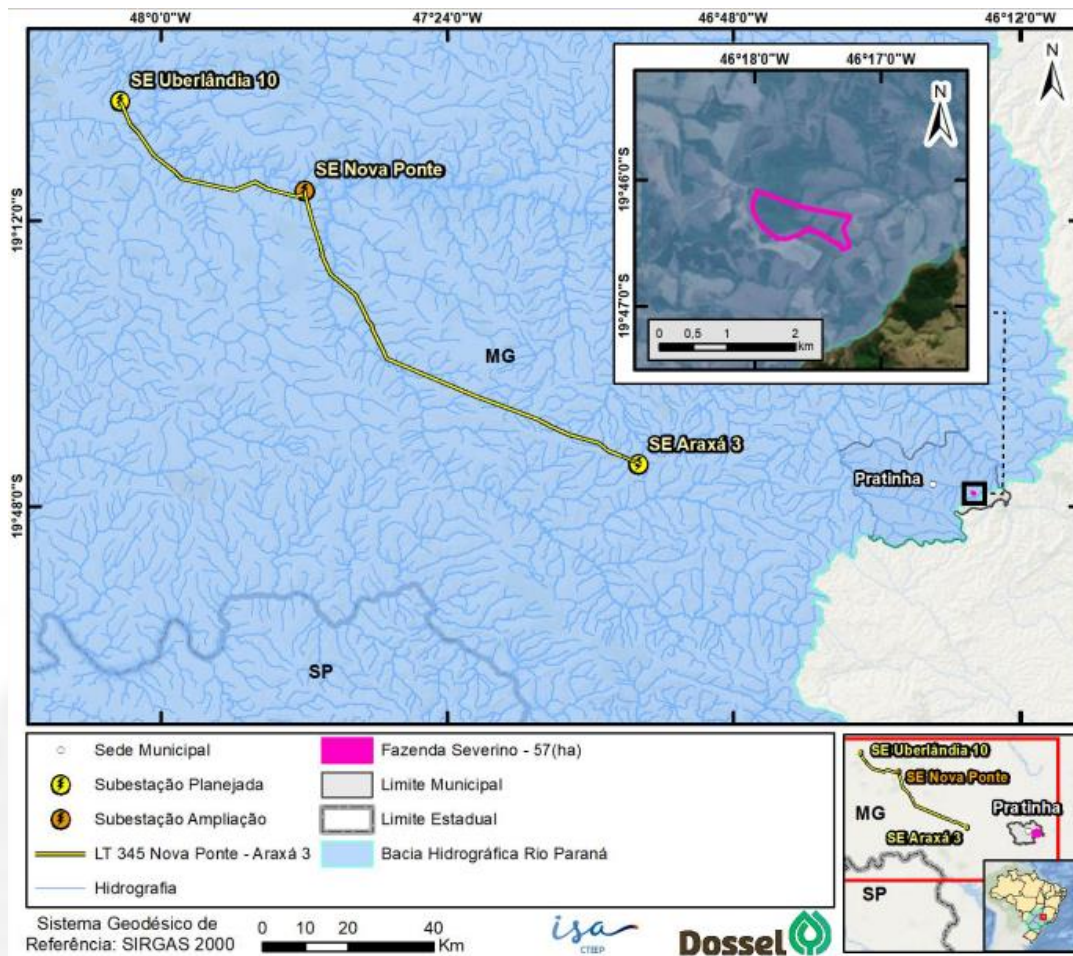 48°0'0"W
47°24'0"W
46°48'0"W
46°12'0"W
19°12'0"S
19°48'0"S
SE Uberlândia 10
SE Nova Ponte
MG
SE Araxá 3
Pratinha
SP
N
46°18'0"W
46°17'0"W
N
19°46'0"S
19°47'0"S
0 0,5 1 2
km
Sede Municipal
Subestação Planejada
Subestação Ampliação
LT 345 Nova Ponte - Araxá 3
Hidrografia
Fazenda Severino - 57(ha)
Limite Municipal
Limite Estadual
Bacia Hidrográfica Rio Paraná
SE Uberlândia 10
SE Nova Ponte
Pratinha
MG
SE Araxá 3
SP
Sistema Geodésico de
Referência: SIRGAS 2000
0 10 20 40
Km
isa
CTEEP
Dossel